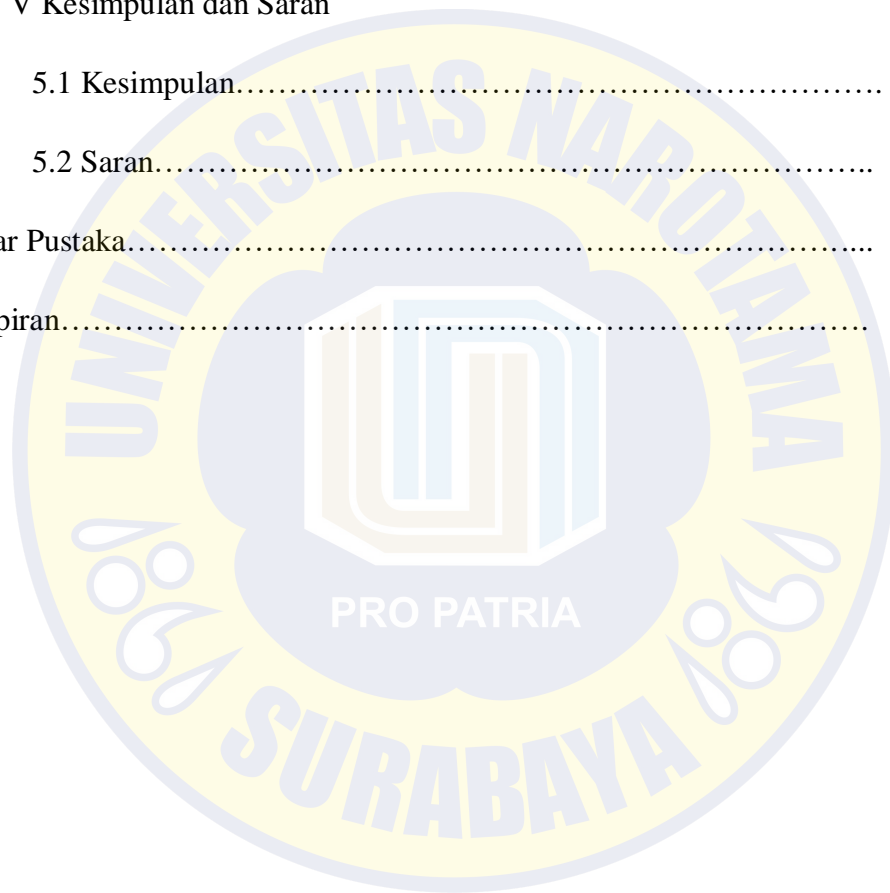 V Kesimpulan dan Saran
5.1 Kesimpulan…………………………………………………….
5.2 Saran…………………………………………………………..
ar Pustaka…………………………………………………………....
piran………………………………………………………………….
UNIVERSITAS NAROTAMA
PRO PATRIA
SURABAYA